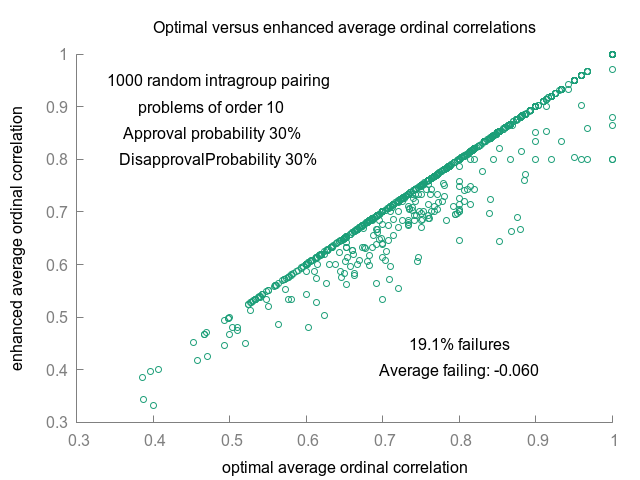 Optimal versus enhanced average ordinal correlations
1
1000 random intragroup pairing
problems of order 10
Approval probability 30%
DisapprovalProbability 30%
0.9
0.8
0.7
0.6
0.5
0.4
0.3
enhanced average ordinal correlation
19.1% failures
Average failing: -0.060
0.3 0.4 0.5 0.6 0.7 0.8 0.9 1
optimal average ordinal correlation